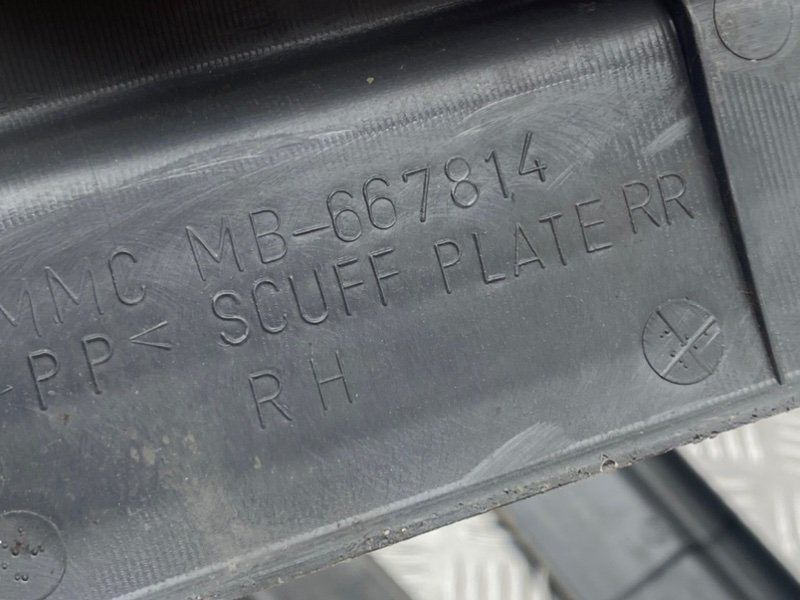 MMC MB-667814
>PP< SCUFF PLATE RR
RH